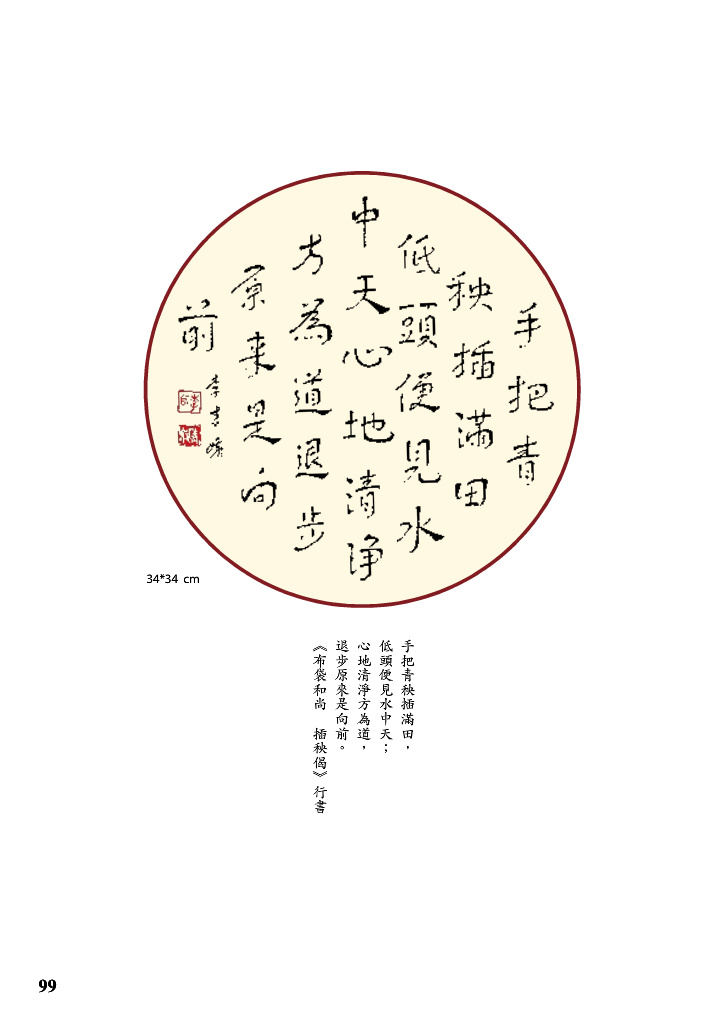 手把青
秧插滿田
低頭便見水
中天心地清淨
方為道退步
原来是向
前
李吉
34*34 cm
手把青秧插滿田，
低頭便見水中天；
心地清淨方為道，
退步原來是向前。
《布袋和尚 插秧偈》行書
99